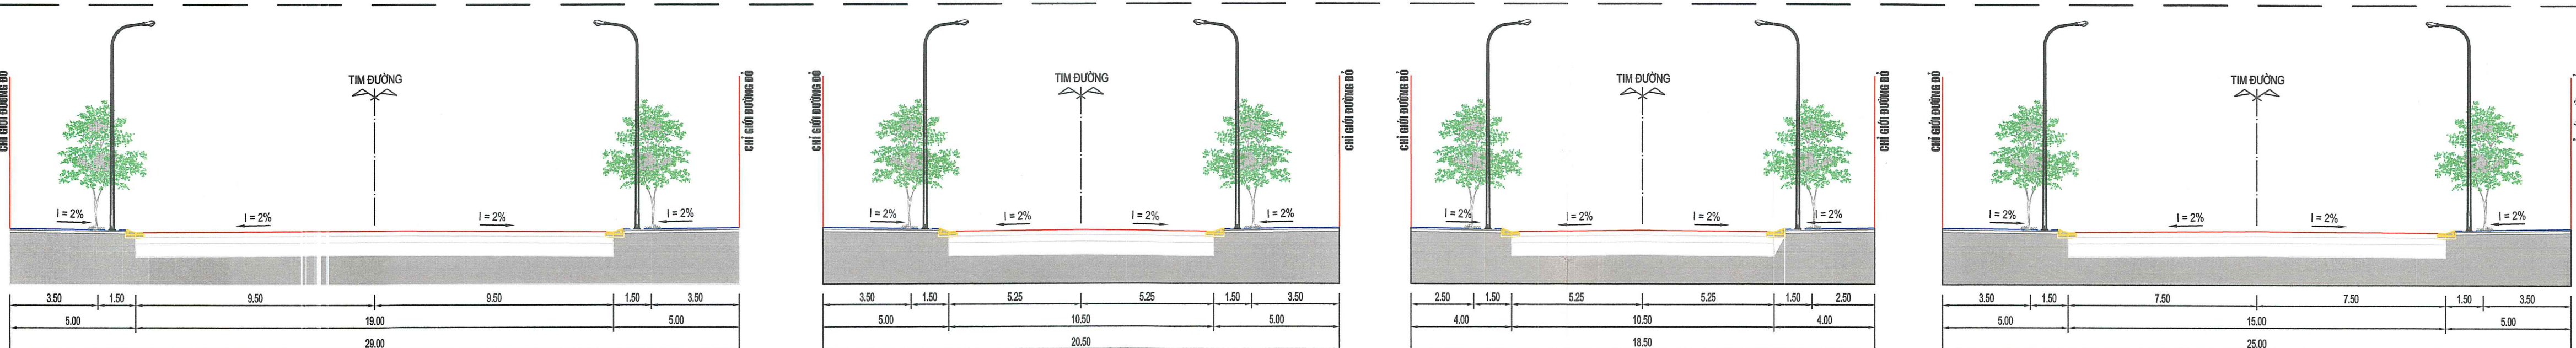 CHỈ GIỚI ĐƯỜNG ĐỎ
TIM ĐƯỜNG
CHỈ GIỚI ĐƯỜNG ĐỎ
I = 2%
I = 2%
I = 2%
I = 2%
3.50 1.50 9.50 9.50 1.50 3.50
5.00 19.00 5.00
29.00
CHỈ GIỚI ĐƯỜNG ĐỎ
TIM ĐƯỜNG
CHỈ GIỚI ĐƯỜNG ĐỎ
I = 2%
I = 2%
I = 2%
I = 2%
3.50 1.50 5.25 5.25 1.50 3.50
5.00 10.50 5.00
20.50
CHỈ GIỚI ĐƯỜNG ĐỎ
TIM ĐƯỜNG
CHỈ GIỚI ĐƯỜNG ĐỎ
I = 2%
I = 2%
I = 2%
I = 2%
2.50 1.50 5.25 5.25 1.50 2.50
4.00 10.50 4.00
18.50
CHỈ GIỚI ĐƯỜNG ĐỎ
TIM ĐƯỜNG
I = 2%
I = 2%
I = 2%
I = 2%
3.50 1.50 7.50 7.50 1.50 3.50
5.00 15.00 5.00
25.00